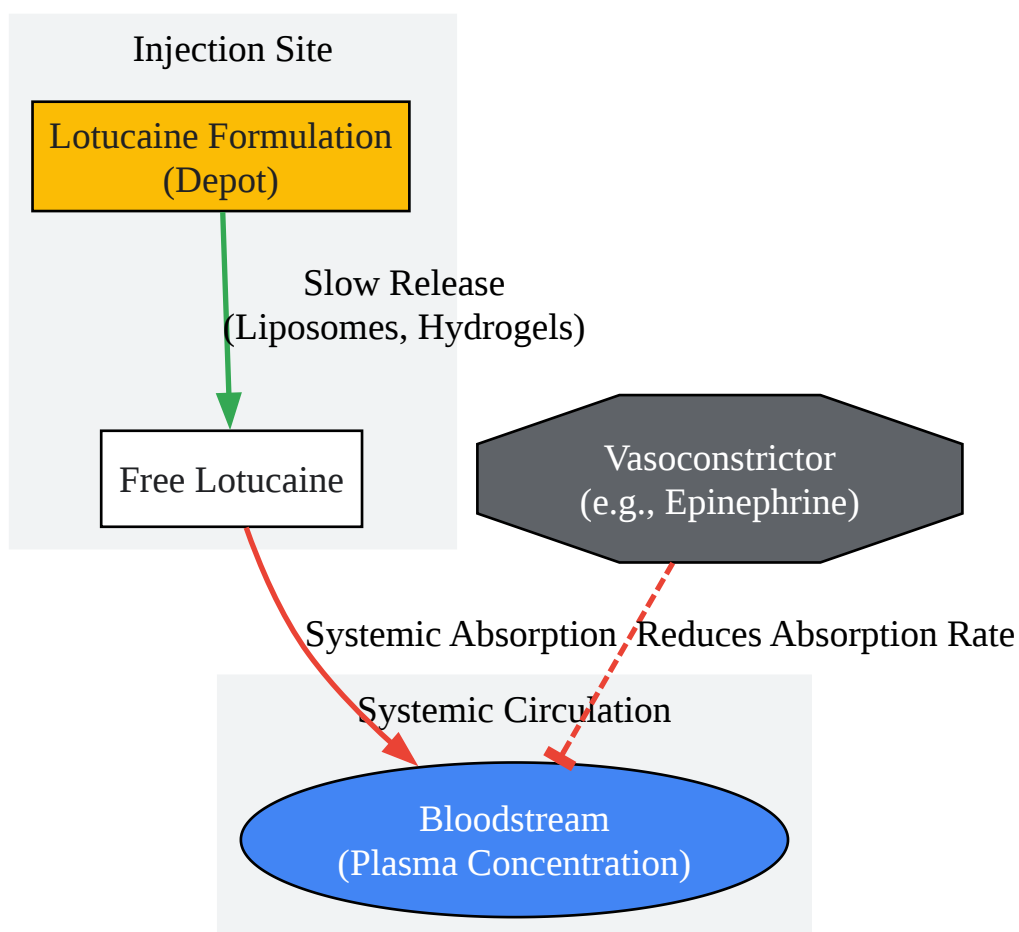 Injection Site
Lotucaine Formulation
(Depot)
Slow Release
(Liposomes, Hydrogels)
Free Lotucaine
Vasoconstrictor
(e.g., Epinephrine)
Systemic Absorption
Reduces Absorption Rate
Systemic Circulation
Bloodstream
(Plasma Concentration)